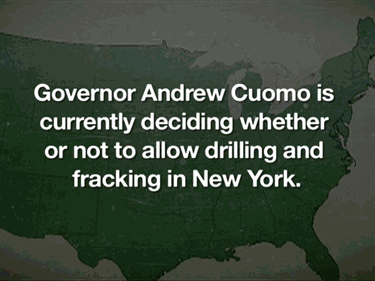 Governor Andrew Cuomo is
currently deciding whether
or not to allow drilling and
fracking in New York.